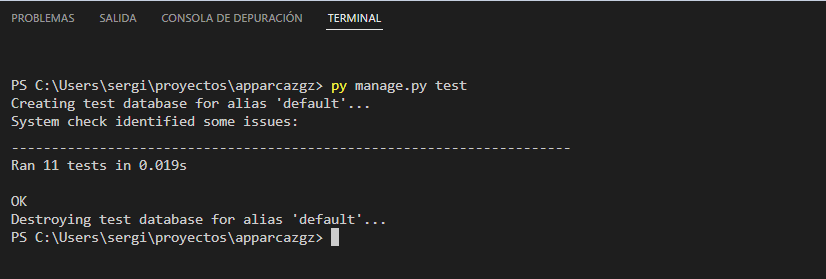 PROBLEMAS SALIDA CONSOLA DE DEPURACIÓN TERMINAL
PS C:\Users\sergi\proyectos\apparcazgz> py manage.py test
Creating test database for alias 'default'...
System check identified some issues:
----------------------------------------------------------------------
Ran 11 tests in 0.019s
OK
Destroying test database for alias 'default'...
PS C:\Users\sergi\proyectos\apparcazgz>